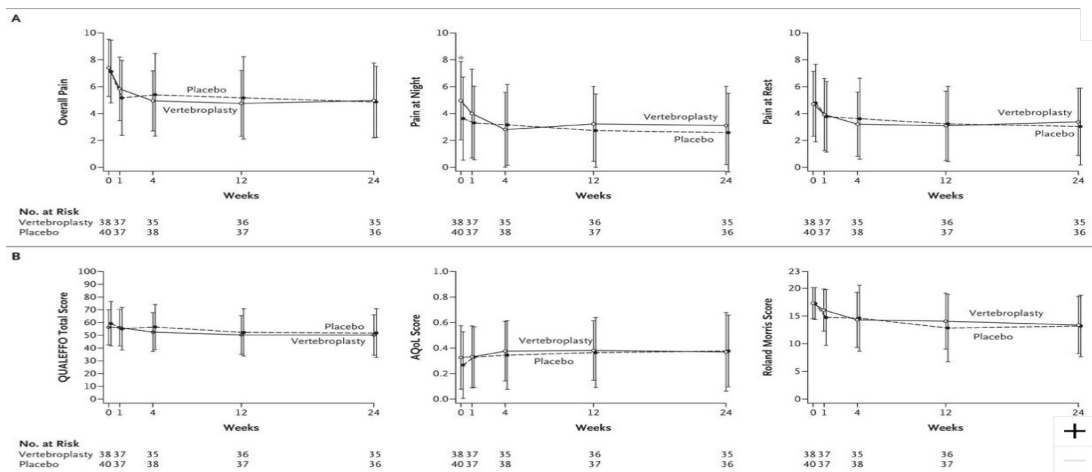 A
10
8
6
4
2
0
Overall Pain
Placebo
Vertebroplasty
0 1 4 12 24
Weeks
10
8
6
4
2
0
Pain at Night
Vertebroplasty
Placebo
0 1 4 12 24
Weeks
10
8
6
4
2
0
Pain at Rest
Vertebroplasty
Placebo
0 1 4 12 24
Weeks
No. at Risk
Vertebroplasty 38 37 35 36 35 38 37 35 36 35 38 37 35 36 35
Placebo 40 37 38 37 36 40 37 38 37 36 40 37 38 37 36
B
100
90
80
70
60
50
40
30
20
10
0
QUALEFFO Total Score
Placebo
Vertebroplasty
0 1 4 12 24
Weeks
1.0
0.8
0.6
0.4
0.2
0.0
AQoL Score
Vertebroplasty
Placebo
0 1 4 12 24
Weeks
23
20
15
10
5
0
Roland Morris Score
Vertebroplasty
Placebo
0 1 4 12 24
Weeks
No. at Risk
Vertebroplasty 38 37 35 36 35 38 37 35 36 35 38 37 35 36
Placebo 40 37 38 37 36 40 37 38 37 36 40 37 38 37